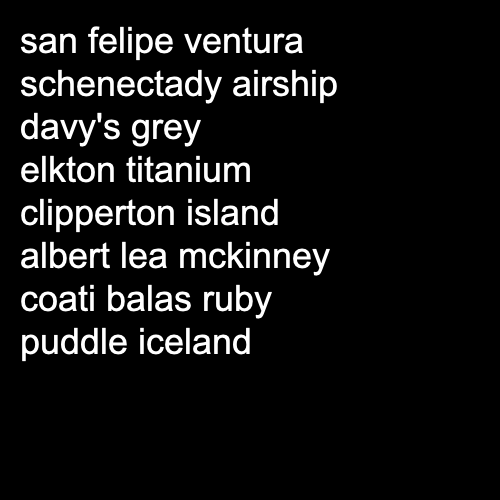 san felipe ventura
schenectady airship
davy's grey
elkton titanium
clipperton island
albert lea mckinney
coati balas ruby
puddle iceland